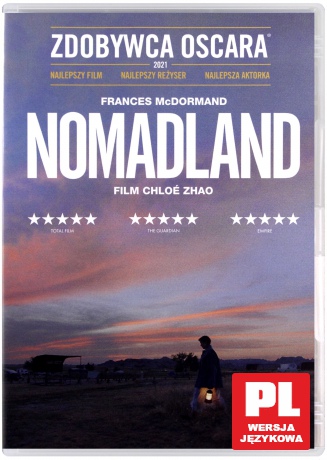 ZDOBYWCA OSCARA®
2021
NAJLEPSZY FILM NAJLEPSZY REŻYSER NAJLEPSZA AKTORKA
FRANCES McDORMAND
NOMADLAND
FILM CHLOÉ ZHAO
★★★★★ ★★★★★ ★★★★★
TOTAL FILM THE GUARDIAN EMPIRE
PL
WERSJA
JĘZYKOWA